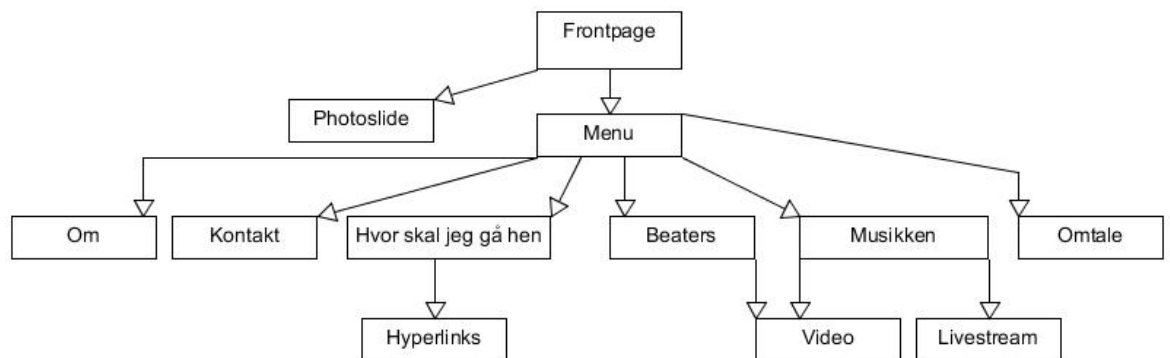 Frontpage
Photoslide
Menu
Om
Kontakt
Hvor skal jeg gå hen
Beaters
Musikken
Omtale
Hyperlinks
Video
Livestream